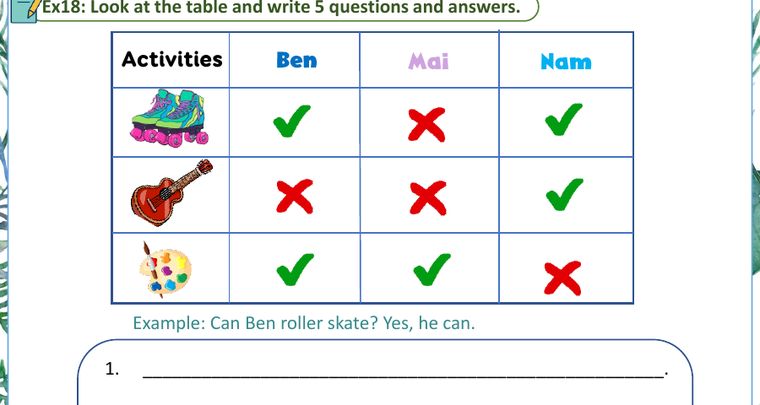 Ex18: Look at the table and write 5 questions and answers.
Activities Ben Mai Nam
Example: Can Ben roller skate? Yes, he can.
1. ____________________________________________________.